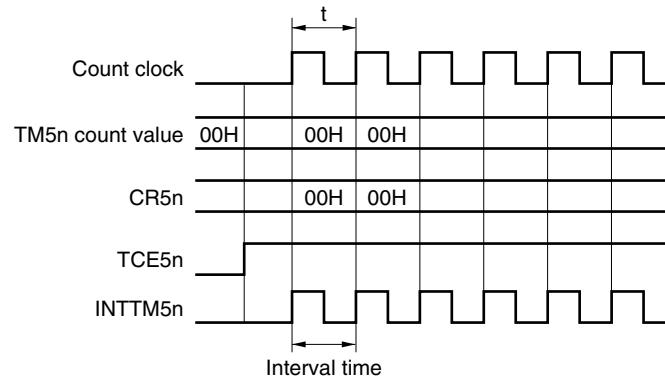 t
Count clock
TM5n count value 00H 00H 00H
CR5n 00H 00H
TCE5n
INTTM5n
Interval time